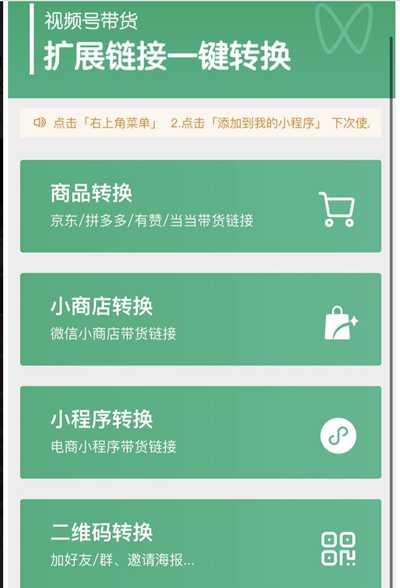 视频号带货
扩展链接一键转换
点击「右上角菜单」 2.点击「添加到我的小程序」 下次使
商品转换
京东/拼多多/有赞/当当带货链接
小商店转换
微信小商店带货链接
小程序转换
电商小程序带货链接
二维码转换
加好友/群、邀请海报...